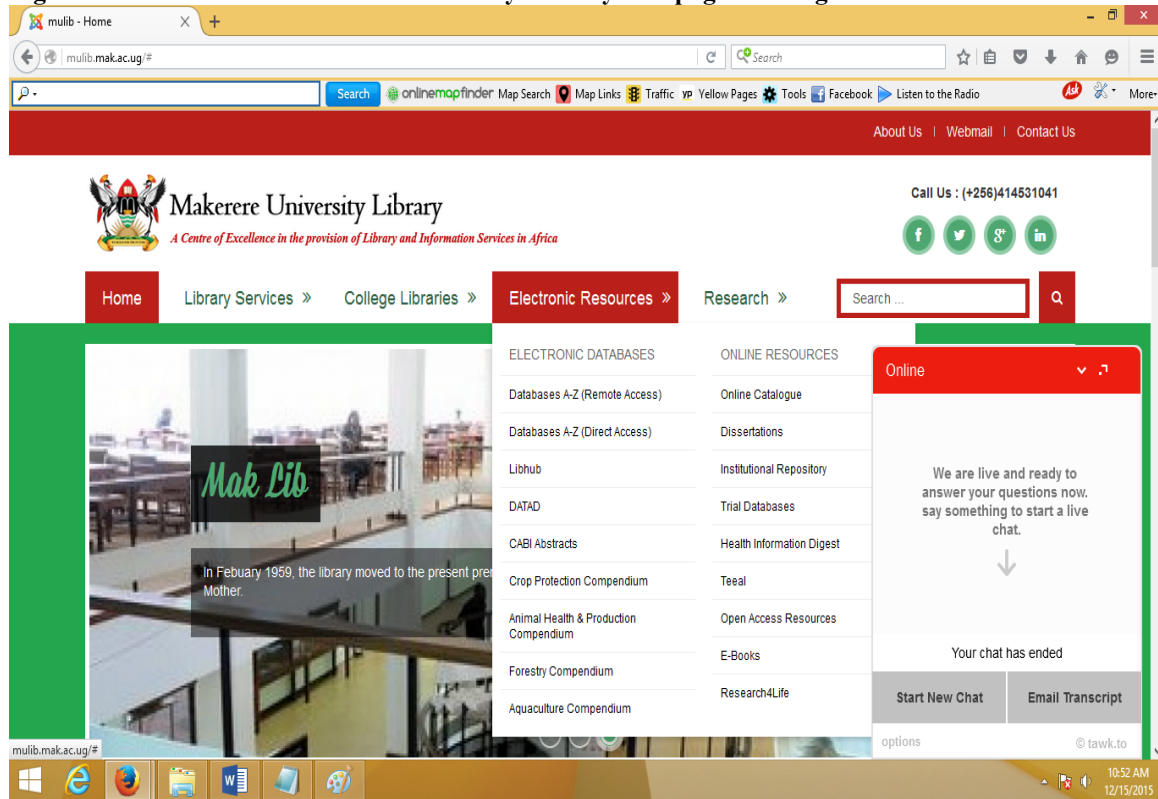 mulib - Home
mulib.mak.ac.ug/#
Search
Search
onlinemapfinder Map Search Map Links Traffic YP Yellow Pages Tools Facebook Listen to the Radio Ask More
About Us | Webmail | Contact Us
Makerere University Library
A Centre of Excellence in the provision of Library and Information Services in Africa
Call Us : (+256)414531041
Home Library Services » College Libraries » Electronic Resources » Research » Search ...
ELECTRONIC DATABASES
Databases A-Z (Remote Access)
Databases A-Z (Direct Access)
Libhub
DATAD
CABI Abstracts
Crop Protection Compendium
Animal Health & Production
Compendium
Forestry Compendium
Aquaculture Compendium
ONLINE RESOURCES
Online Catalogue
Dissertations
Institutional Repository
Trial Databases
Health Information Digest
Teeal
Open Access Resources
E-Books
Research4Life
Mak Lib
In Febuary 1959, the library moved to the present
Mother.
Online
We are live and ready to
answer your questions now.
say something to start a live
chat.
Your chat has ended
Start New Chat Email Transcript
options © tawk.to
mulib.mak.ac.ug/#
10:52 AM
12/15/2015